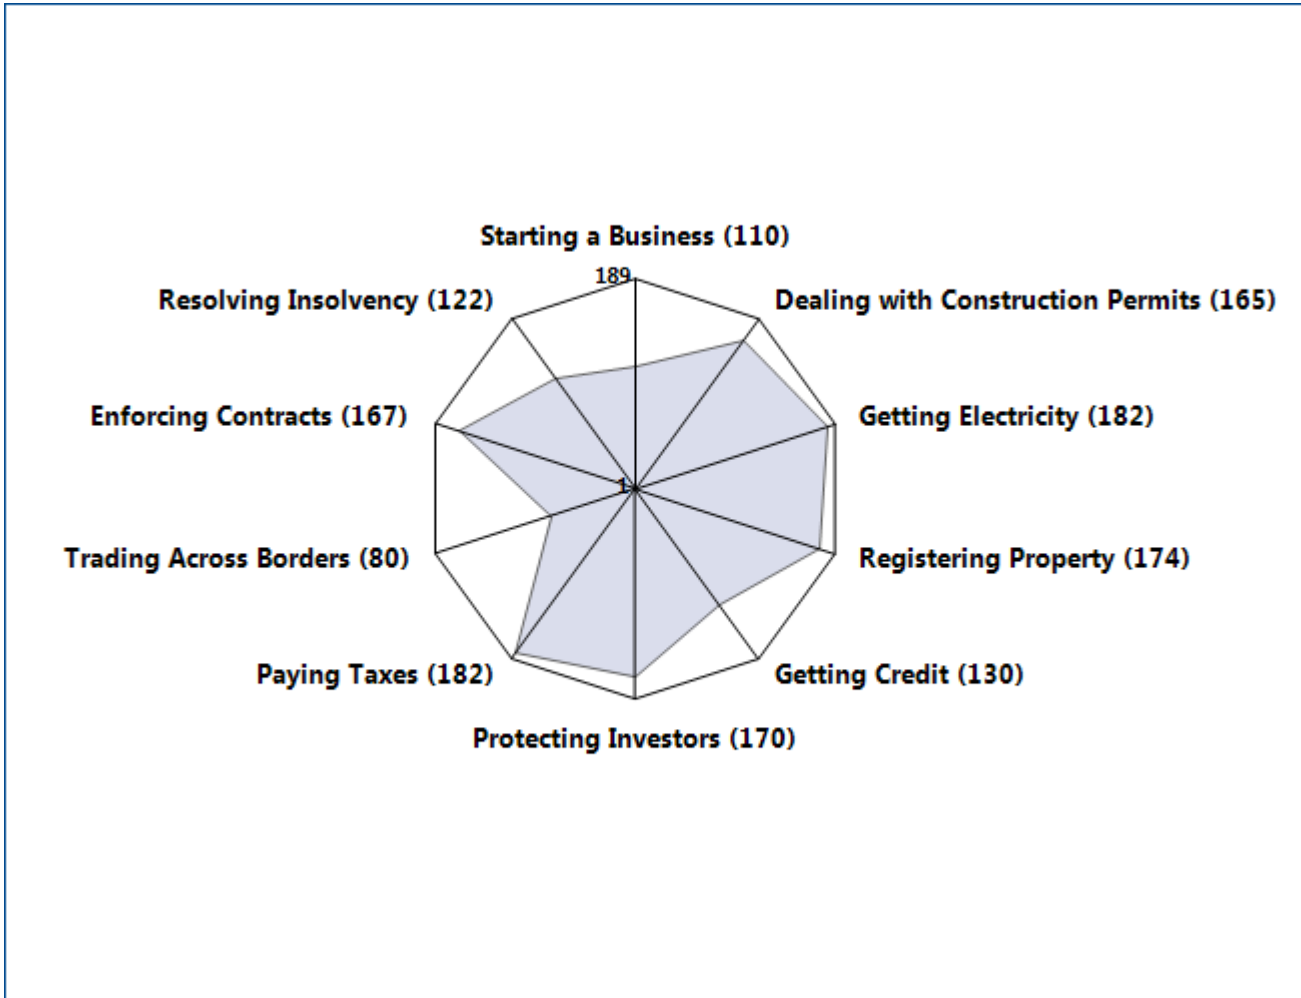 Starting a Business (110)
189
Resolving Insolvency (122)
Dealing with Construction Permits (165)
Enforcing Contracts (167)
Getting Electricity (182)
1
Trading Across Borders (80)
Registering Property (174)
Paying Taxes (182)
Getting Credit (130)
Protecting Investors (170)